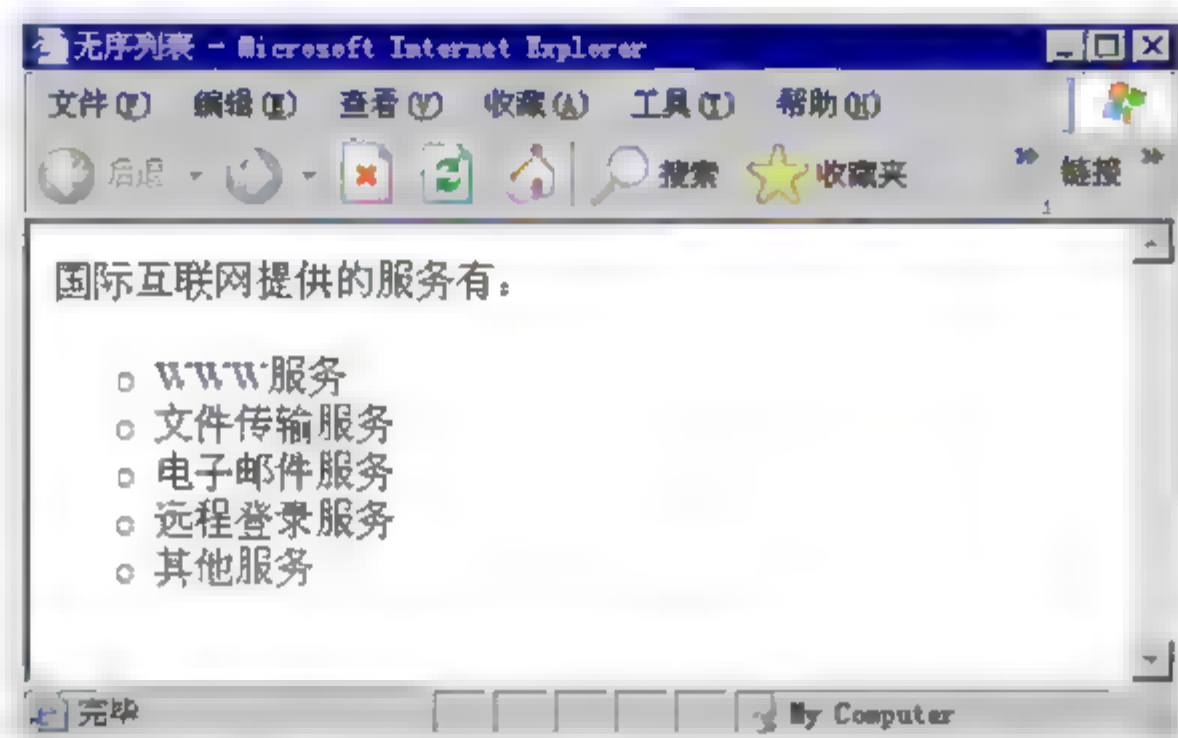 无序列表 - Microsoft Internet Explorer
文件(F) 编辑(E) 查看(V) 收藏(A) 工具(T) 帮助(H)
后退 搜索 收藏夹 » 链接 »
1
国际互联网提供的服务有：
WWW服务
文件传输服务
电子邮件服务
远程登录服务
其他服务
完毕 My Computer